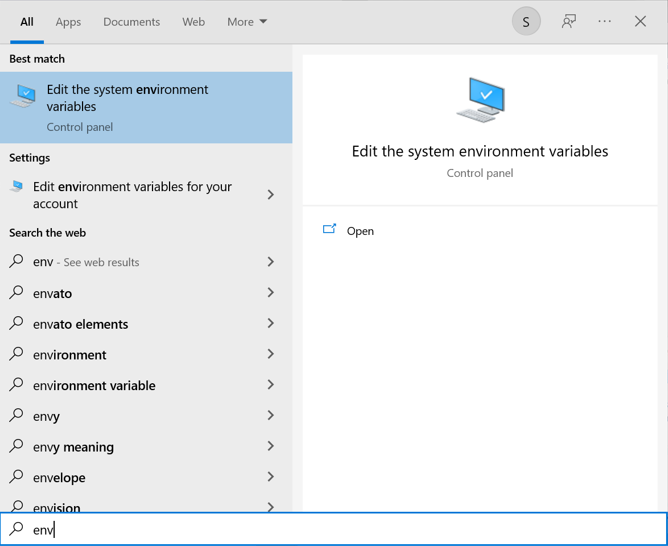 All Apps Documents Web More S
Best match
Edit the system environment
variables
Control panel
Settings
Edit environment variables for your
account
Search the web
env - See web results
envato
envato elements
environment
environment variable
envy
envy meaning
envelope
envision
env
Edit the system environment variables
Control panel
Open